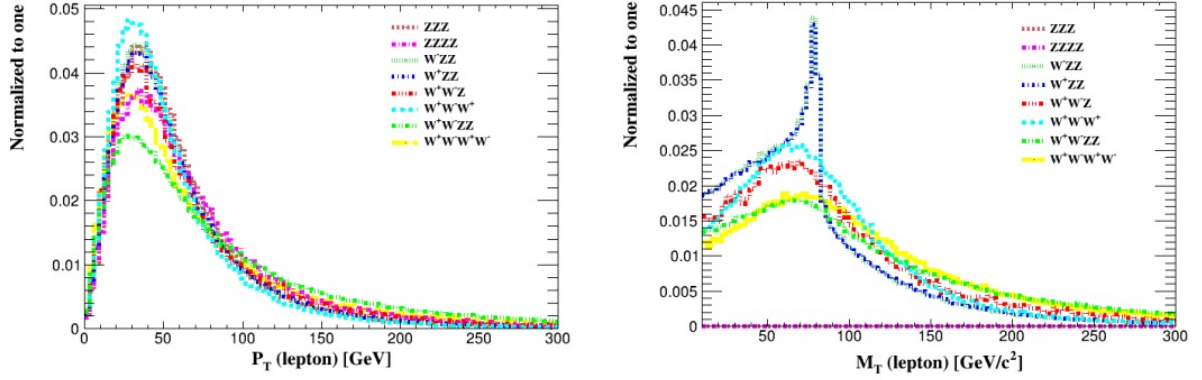 Normalized to one
0.05
0.04
0.03
0.02
0.01
0
0 50 100 150 200 250 300
P_T (lepton) [GeV]
ZZZ
ZZZZ
W⁻ZZ
W⁺ZZ
W⁺W⁻Z
W⁺W⁻W⁺
W⁺W⁻ZZ
W⁺W⁻W⁺W⁻
Normalized to one
0.045
0.04
0.035
0.03
0.025
0.02
0.015
0.01
0.005
0
50 100 150 200 250 300
M_T (lepton) [GeV/c²]
ZZZ
ZZZZ
W⁻ZZ
W⁺ZZ
W⁺W⁻Z
W⁺W⁻W⁺
W⁺W⁻ZZ
W⁺W⁻W⁺W⁻